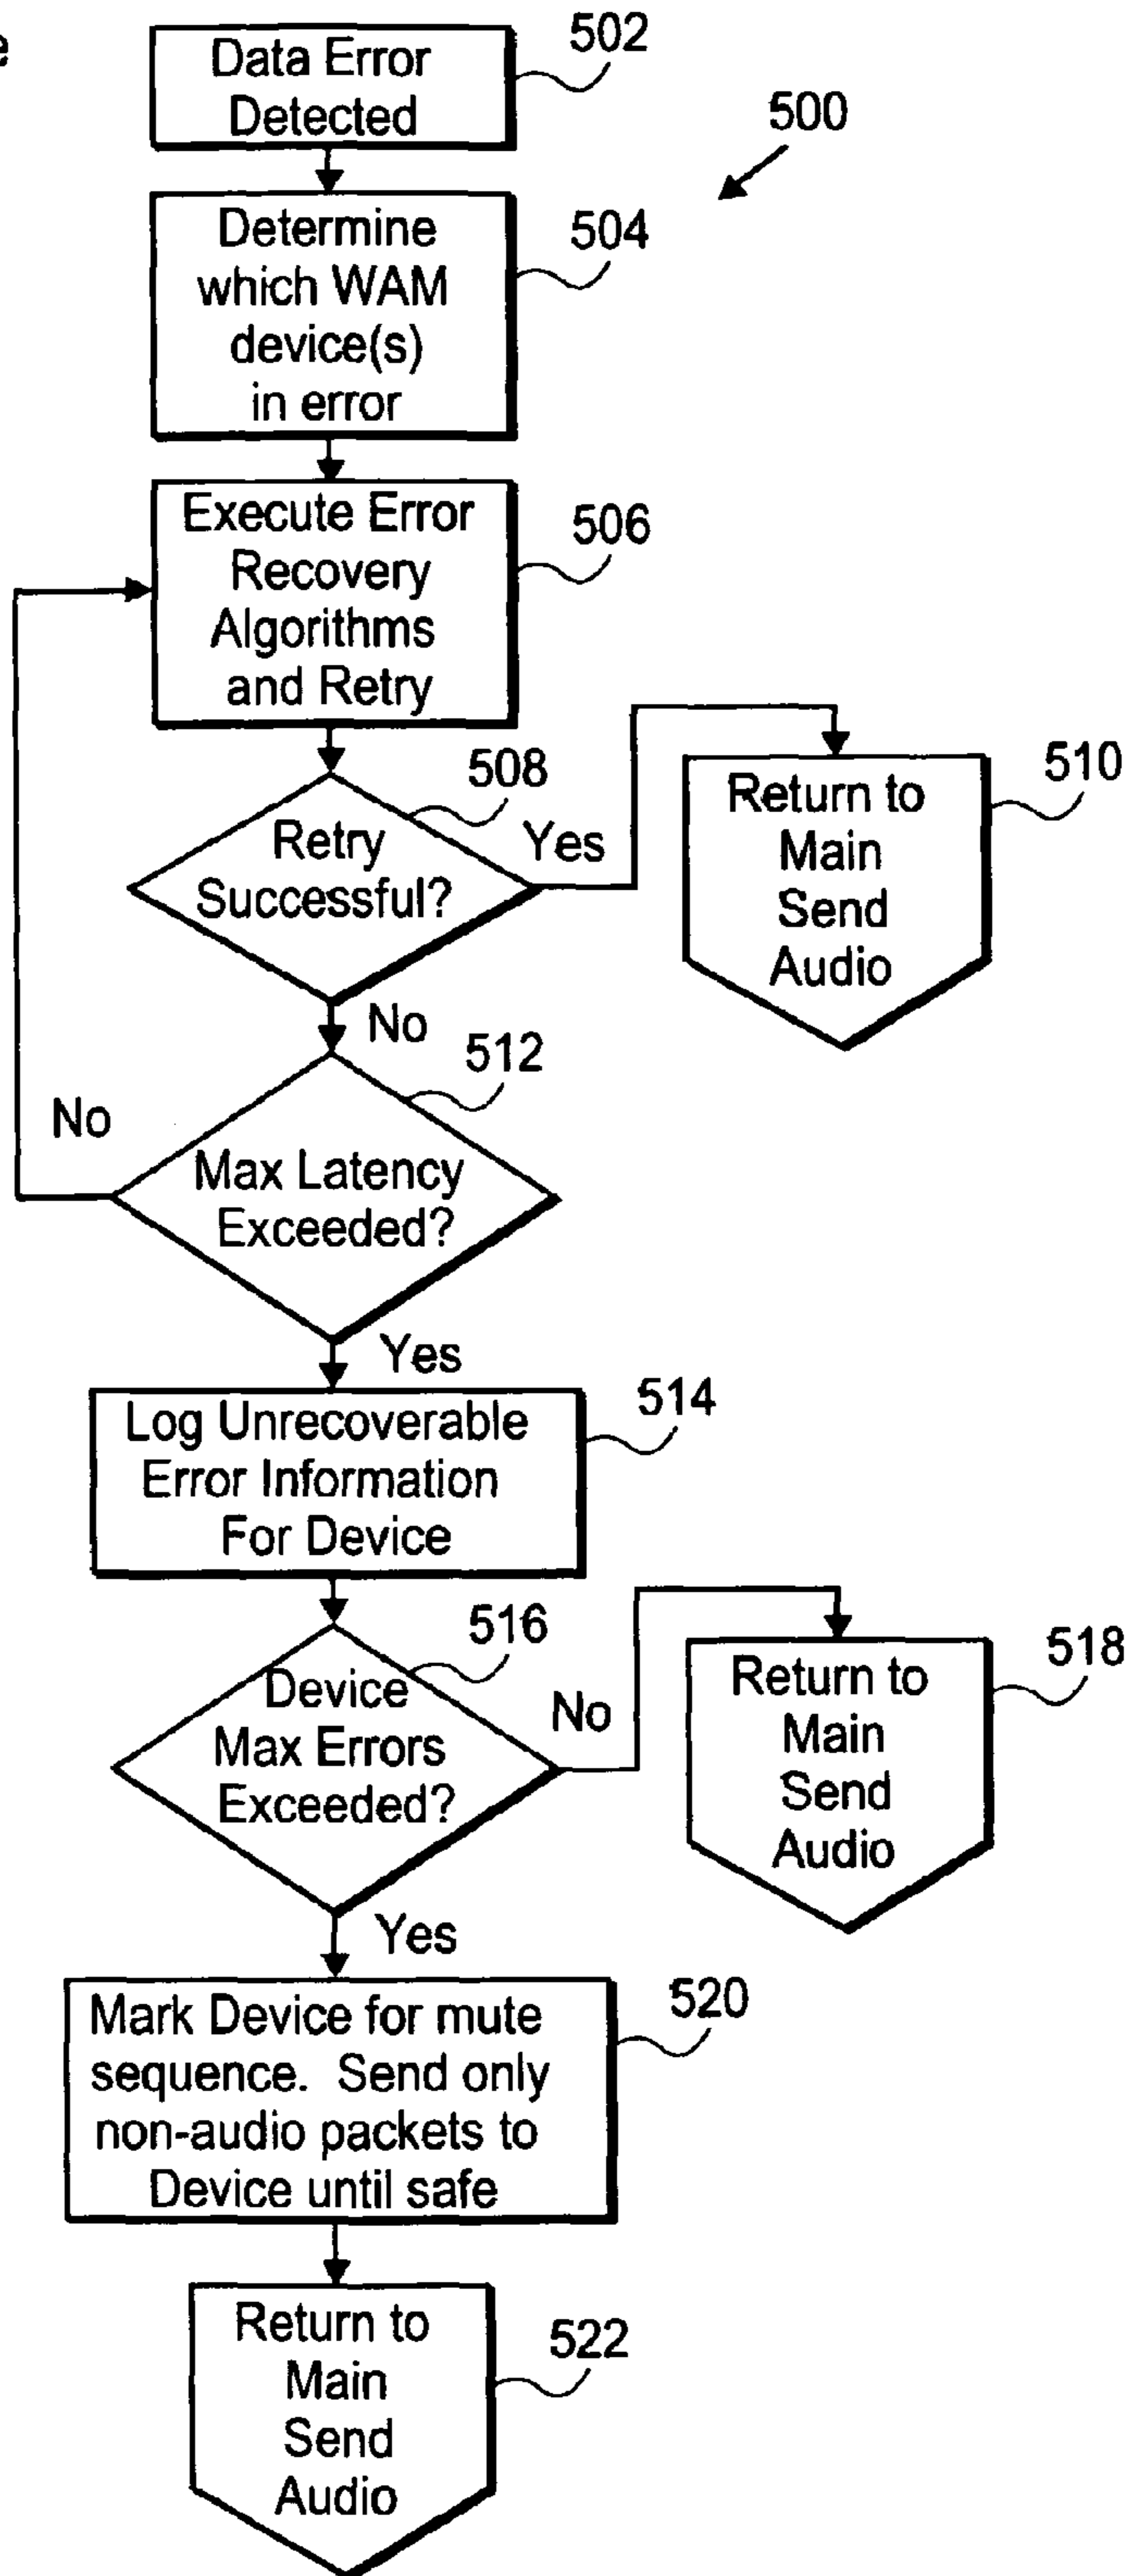 e
Data Error
Detected
502
500
Determine
which WAM
device(s)
in error
504
Execute Error
Recovery
Algorithms
and Retry
506
Retry
Successful?
508
Yes
Return to
Main
Send
Audio
510
No
Max Latency
Exceeded?
512
No
Yes
Log Unrecoverable
Error Information
For Device
514
Device
Max Errors
Exceeded?
516
No
Return to
Main
Send
Audio
518
Yes
Mark Device for mute
sequence. Send only
non-audio packets to
Device until safe
520
Return to
Main
Send
Audio
522